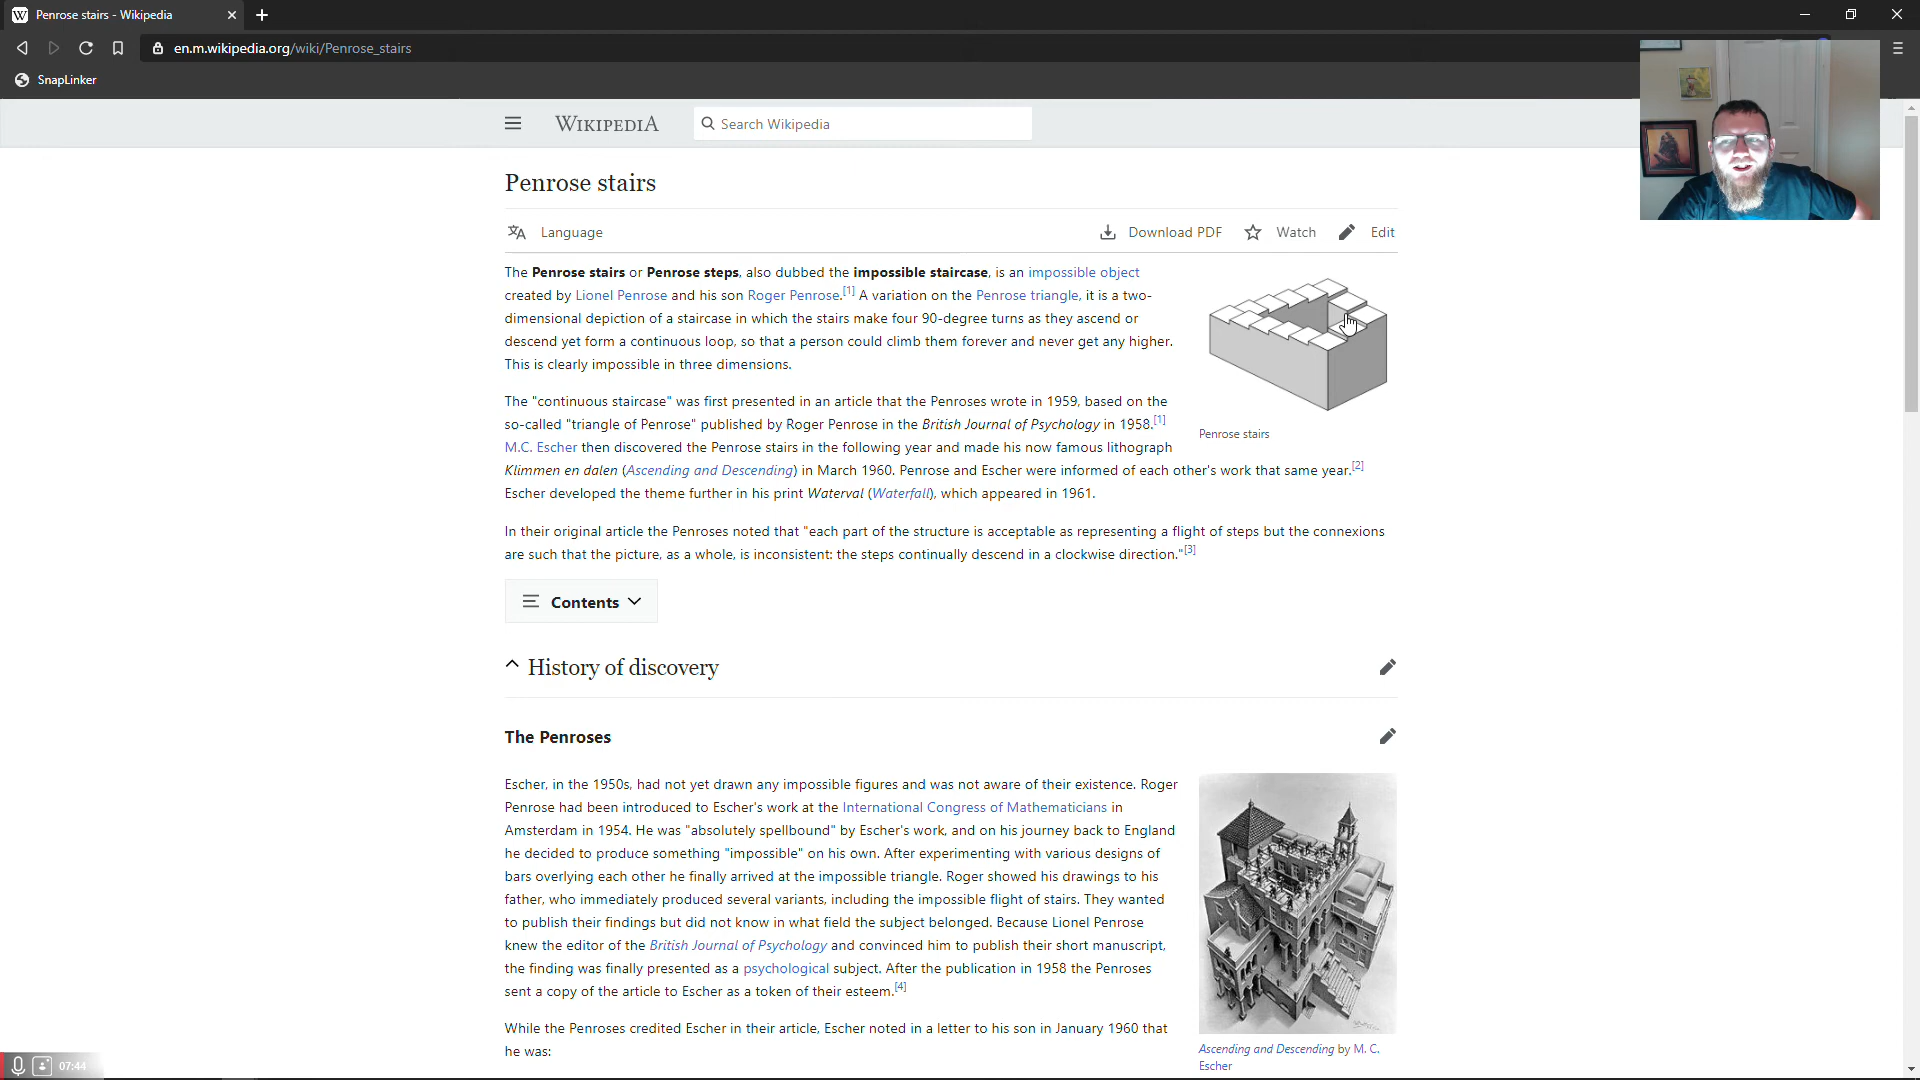 Penrose stairs - Wikipedia
en.m.wikipedia.org/wiki/Penrose_stairs
SnapLinker
WIKIPEDIA
Search Wikipedia
Penrose stairs
Language
Download PDF
Watch
Edit
The Penrose stairs or Penrose steps, also dubbed the impossible staircase, is an impossible object
created by Lionel Penrose and his son Roger Penrose.[1] A variation on the Penrose triangle, it is a two-
dimensional depiction of a staircase in which the stairs make four 90-degree turns as they ascend or
descend yet form a continuous loop, so that a person could climb them forever and never get any higher.
This is clearly impossible in three dimensions.
The "continuous staircase" was first presented in an article that the Penroses wrote in 1959, based on the
so-called "triangle of Penrose" published by Roger Penrose in the British Journal of Psychology in 1958.[1]
M.C. Escher then discovered the Penrose stairs in the following year and made his now famous lithograph
Klimmen en dalen (Ascending and Descending) in March 1960. Penrose and Escher were informed of each other's work that same year.[2]
Escher developed the theme further in his print Waterval (Waterfall), which appeared in 1961.
Penrose stairs
In their original article the Penroses noted that "each part of the structure is acceptable as representing a flight of steps but the connexions
are such that the picture, as a whole, is inconsistent: the steps continually descend in a clockwise direction."[3]
Contents
History of discovery
The Penroses
Escher, in the 1950s, had not yet drawn any impossible figures and was not aware of their existence. Roger
Penrose had been introduced to Escher's work at the International Congress of Mathematicians in
Amsterdam in 1954. He was "absolutely spellbound" by Escher's work, and on his journey back to England
he decided to produce something "impossible" on his own. After experimenting with various designs of
bars overlying each other he finally arrived at the impossible triangle. Roger showed his drawings to his
father, who immediately produced several variants, including the impossible flight of stairs. They wanted
to publish their findings but did not know in what field the subject belonged. Because Lionel Penrose
knew the editor of the British Journal of Psychology and convinced him to publish their short manuscript,
the finding was finally presented as a psychological subject. After the publication in 1958 the Penroses
sent a copy of the article to Escher as a token of their esteem.[4]
While the Penroses credited Escher in their article, Escher noted in a letter to his son in January 1960 that
he was:
Ascending and Descending by M. C.
Escher
07:44